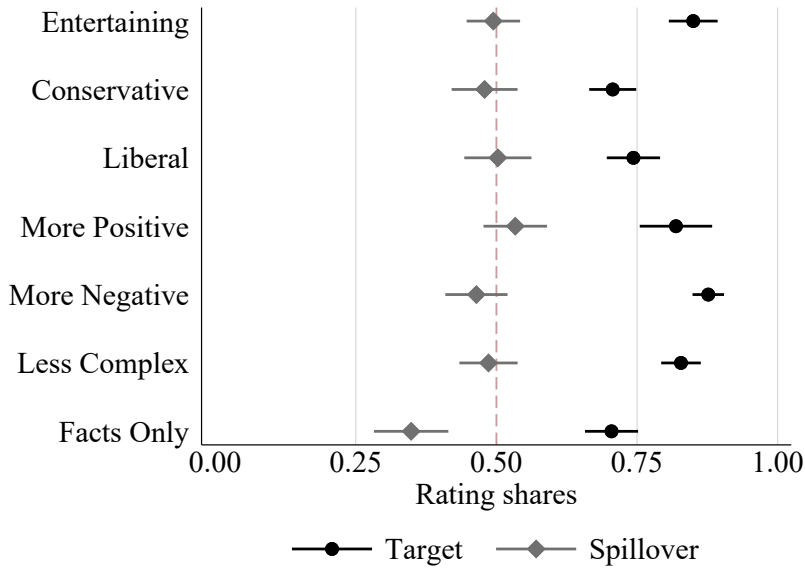 Entertaining
Conservative
Liberal
More Positive
More Negative
Less Complex
Facts Only
0.00 0.25 0.50 0.75 1.00
Rating shares
Target Spillover